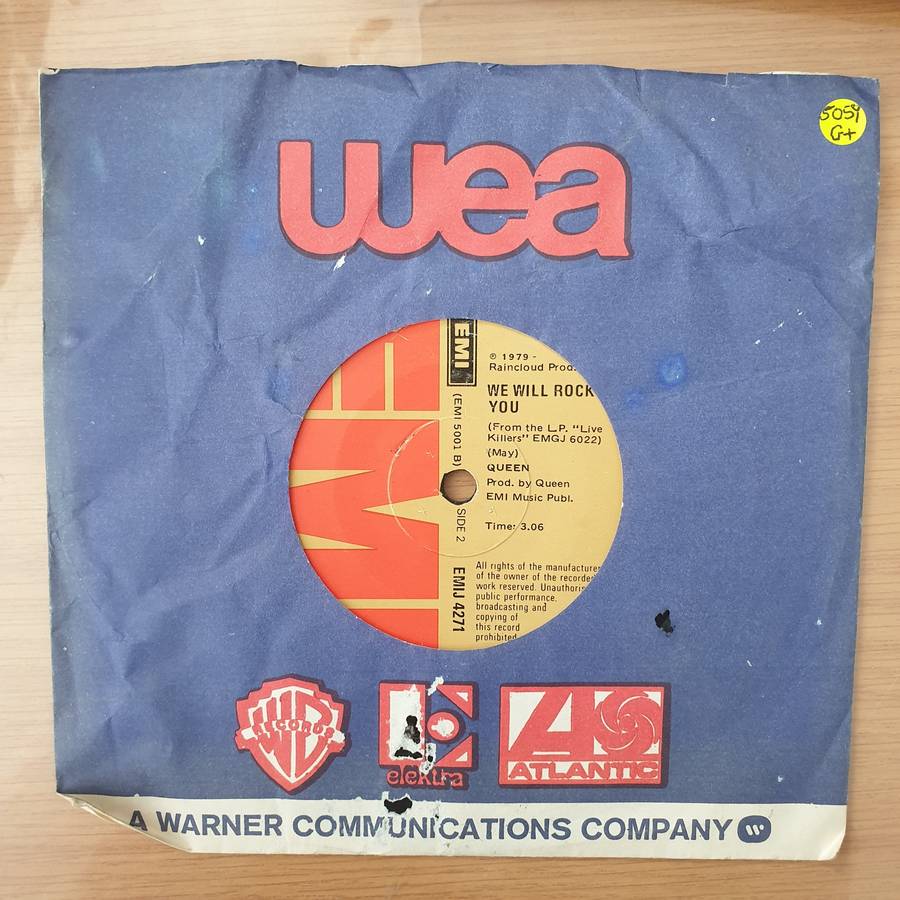 5059
G+
wea
EMI
℗ 1979 -
Raincloud Prod.
WE WILL ROCK
YOU
(From the L.P. "Live
Killers" EMGJ 6022)
(May)
QUEEN
Prod. by Queen
EMI Music Publ.
Time: 3.06
(EMI 5001 B)
SIDE 2
EMIJ 4271
All rights of the manufacturer
of the owner of the recorded
work reserved. Unauthoris
public performance.
broadcasting and
copying of
this record
prohibited
WB
RECORDS
elektra
ATLANTIC
A WARNER COMMUNICATIONS COMPANY